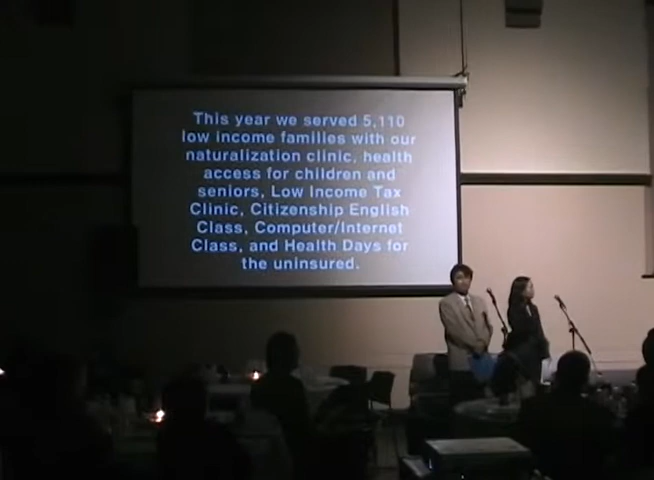 This year we served 5,110
low income families with our
naturalization clinic, health
access for children and
seniors, Low Income Tax
Clinic, Citizenship English
Class, Computer/Internet
Class, and Health Days for
the uninsured.